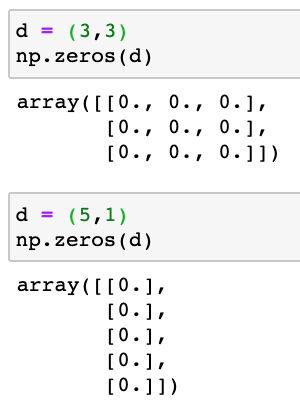 d = (3,3)
np.zeros(d)
array([[0., 0., 0.],
       [0., 0., 0.],
       [0., 0., 0.]])
d = (5,1)
np.zeros(d)
array([[0.],
       [0.],
       [0.],
       [0.],
       [0.]])